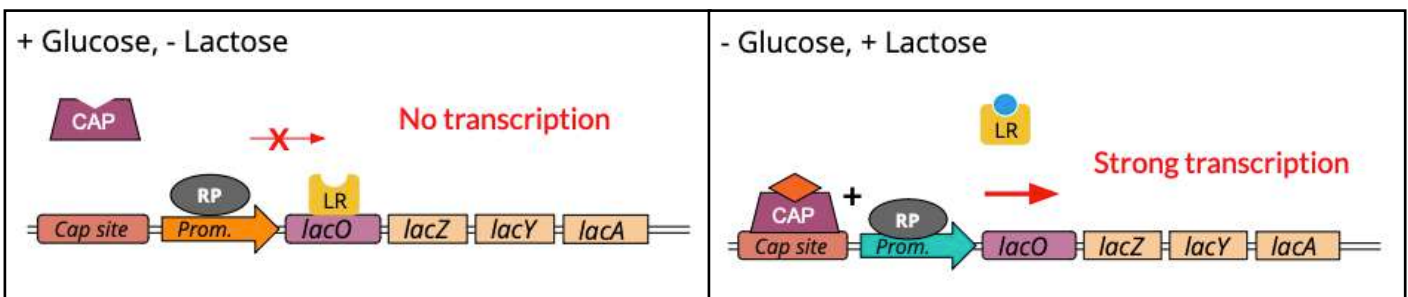 + Glucose, - Lactose
CAP
No transcription
X
RP
LR
Cap site
Prom.
lacO
lacZ
lacY
lacA
- Glucose, + Lactose
LR
Strong transcription
CAP
+
RP
Cap site
Prom.
lacO
lacZ
lacY
lacA